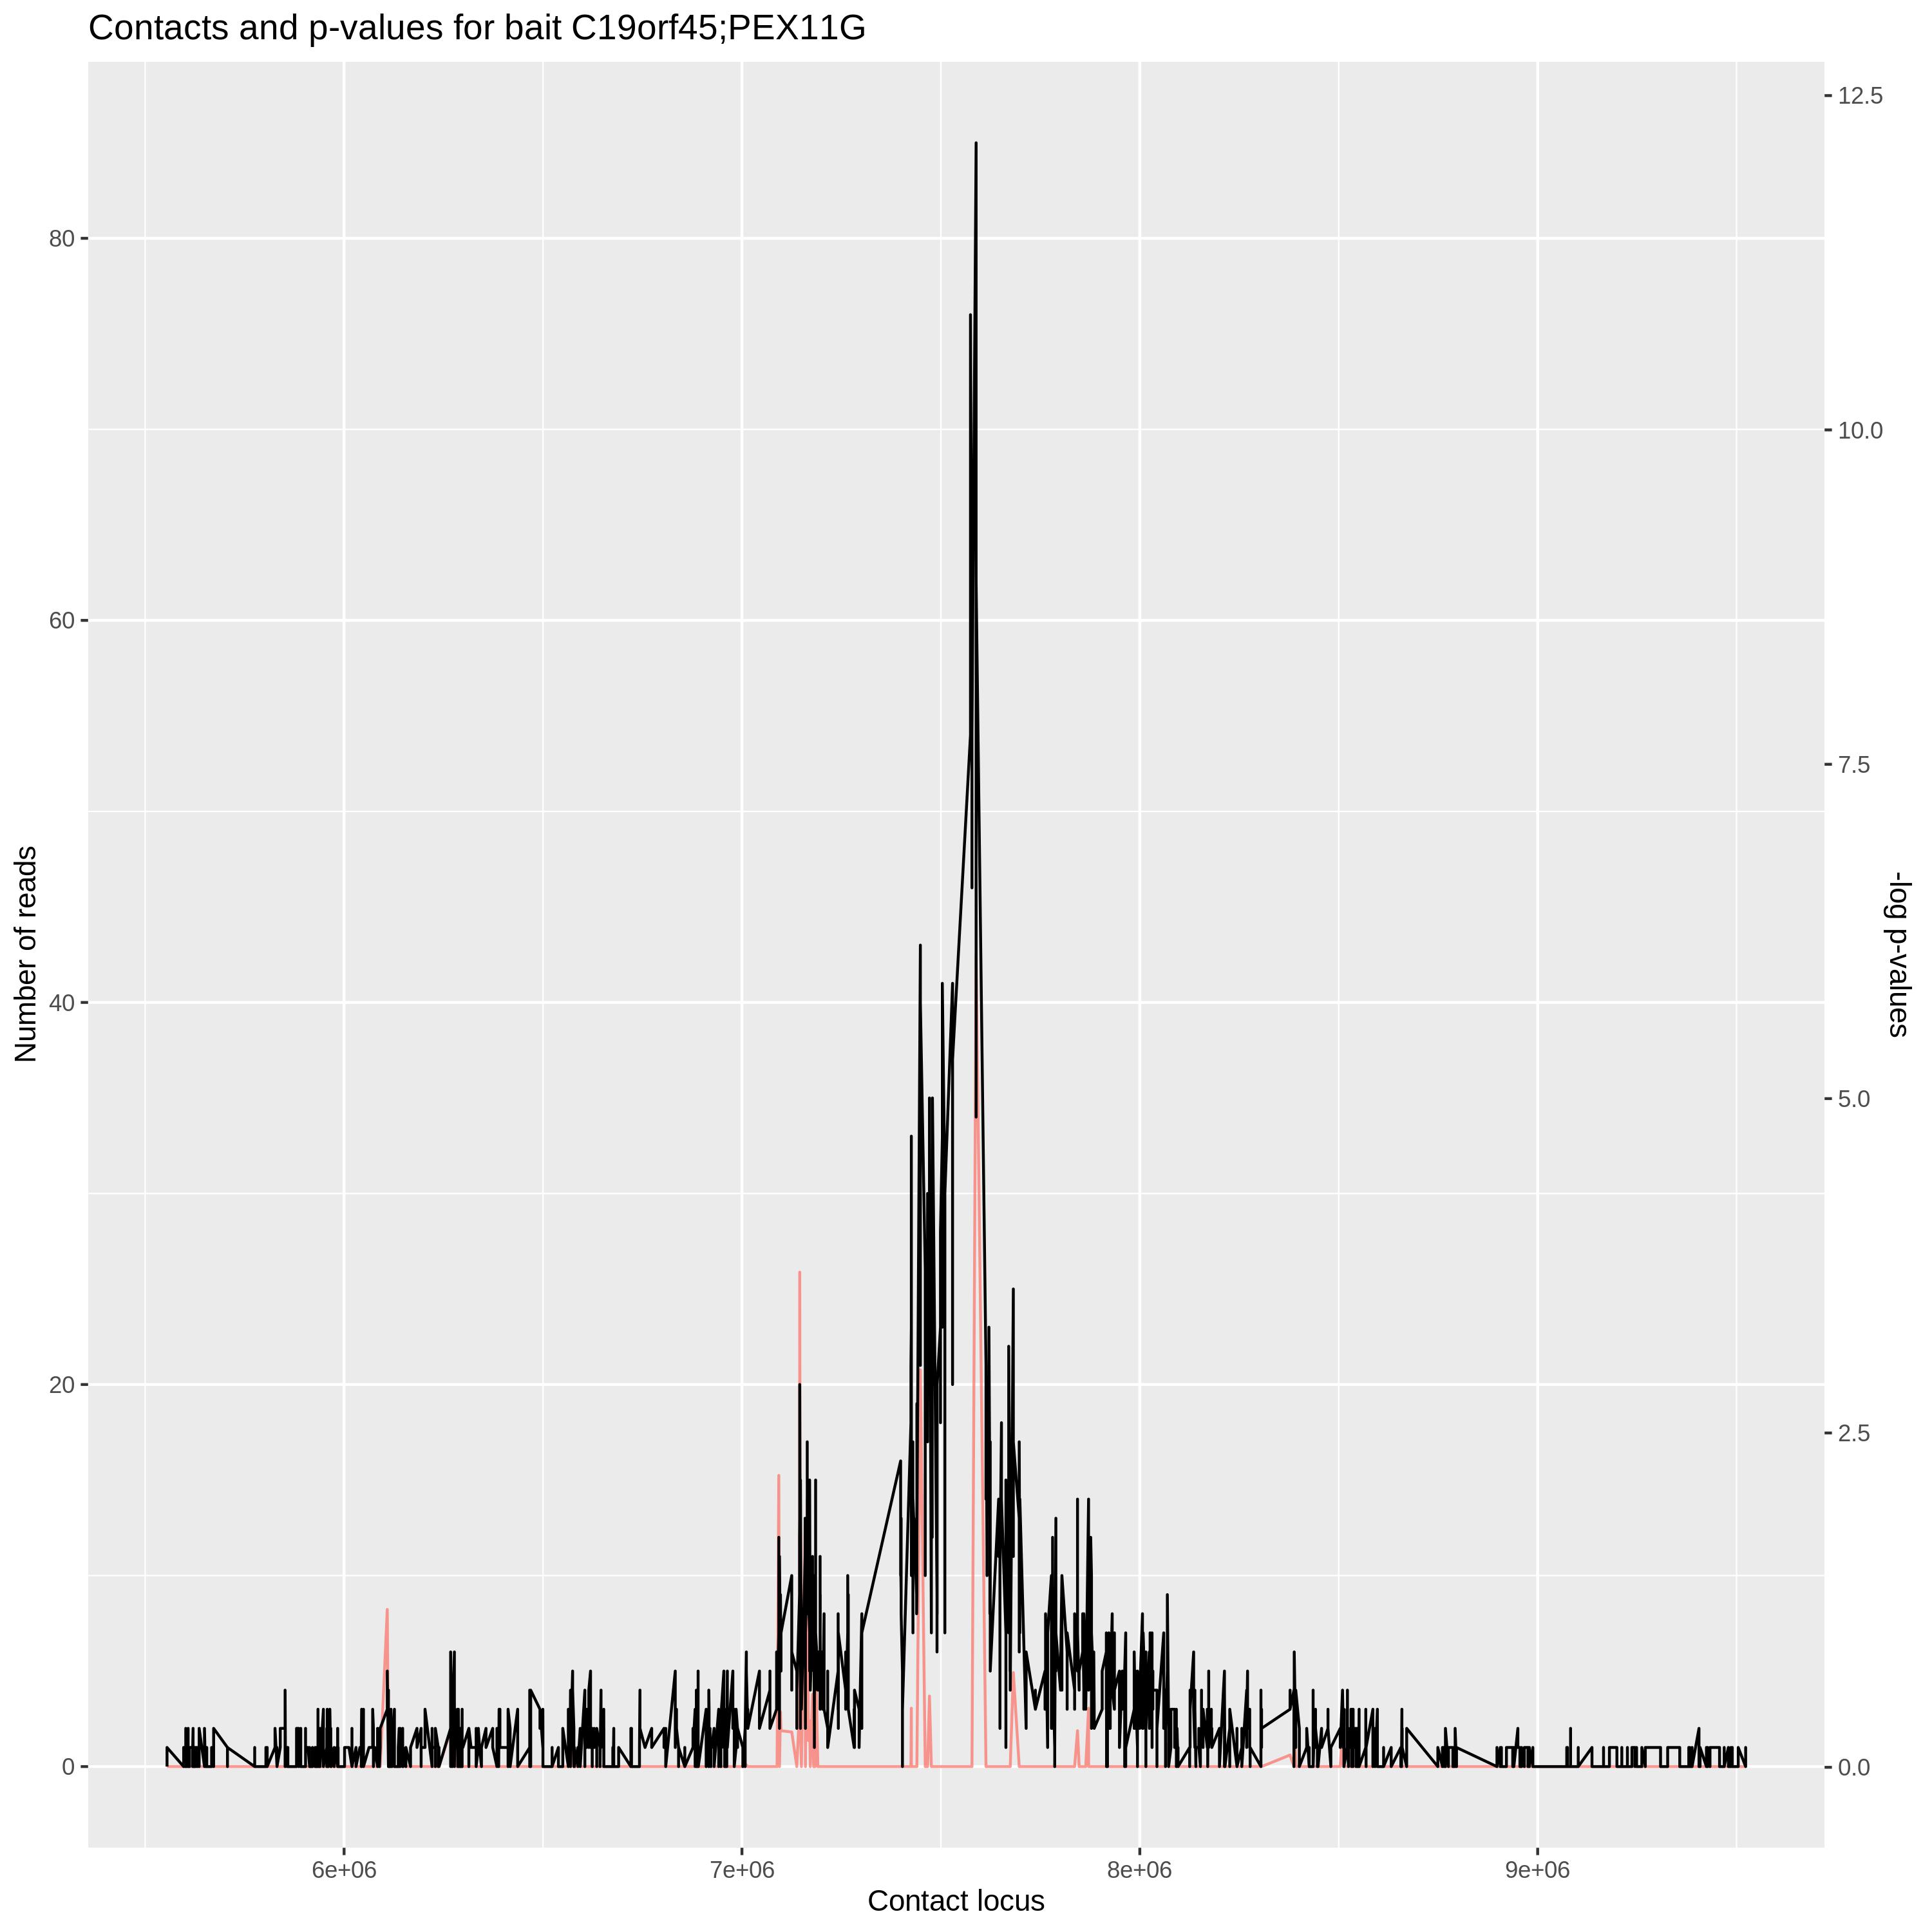 Contacts and p-values for bait C19orf45;PEX11G
12.5
80
10.0
60
7.5
Number of reads
-log p-values
40
5.0
20
2.5
0
0.0
6e+06
7e+06
8e+06
9e+06
Contact locus